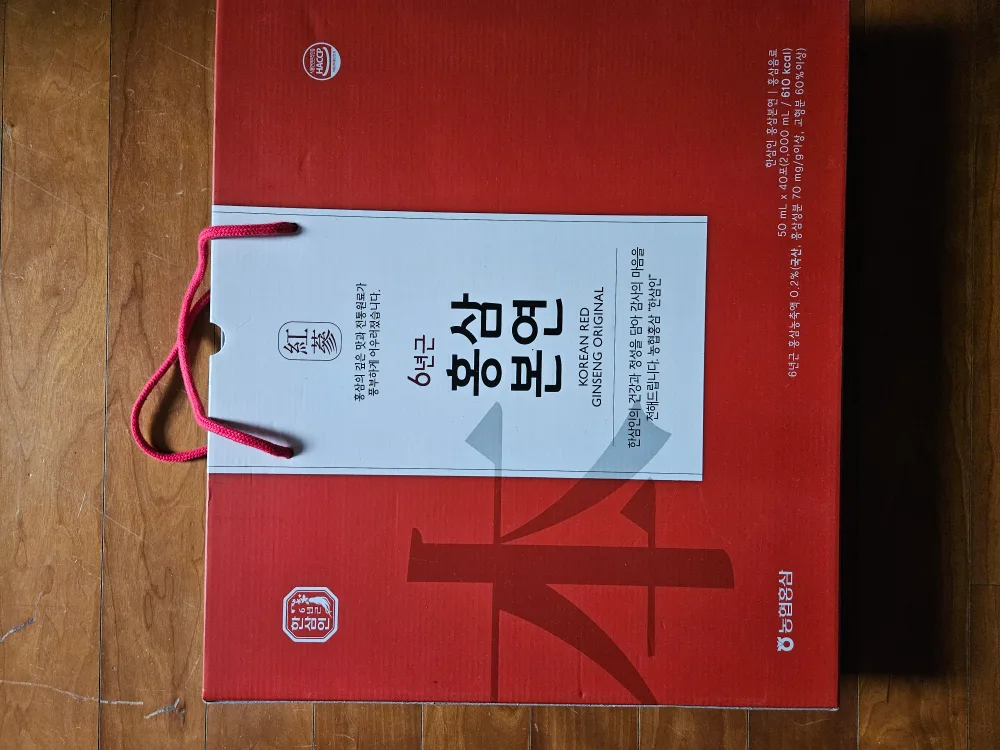 HACCP
紅
蔘
홍삼의 깊은 맛과 전통원료가
풍부하게 어우러졌습니다.
6년근
홍삼
본연
KOREAN RED
GINSENG ORIGINAL
한삼인의 건강과 정성을 담아 감사의 마음을
전해드립니다. 농협홍삼 “한삼인”
本
6년근
한삼인
한삼인 홍삼본연 | 홍삼음료
50 mL x 40포(2,000 mL / 610 kcal)
6년근 홍삼농축액 0.2%(국산, 홍삼성분 70 mg/g이상, 고형분 60%이상)
농협홍삼